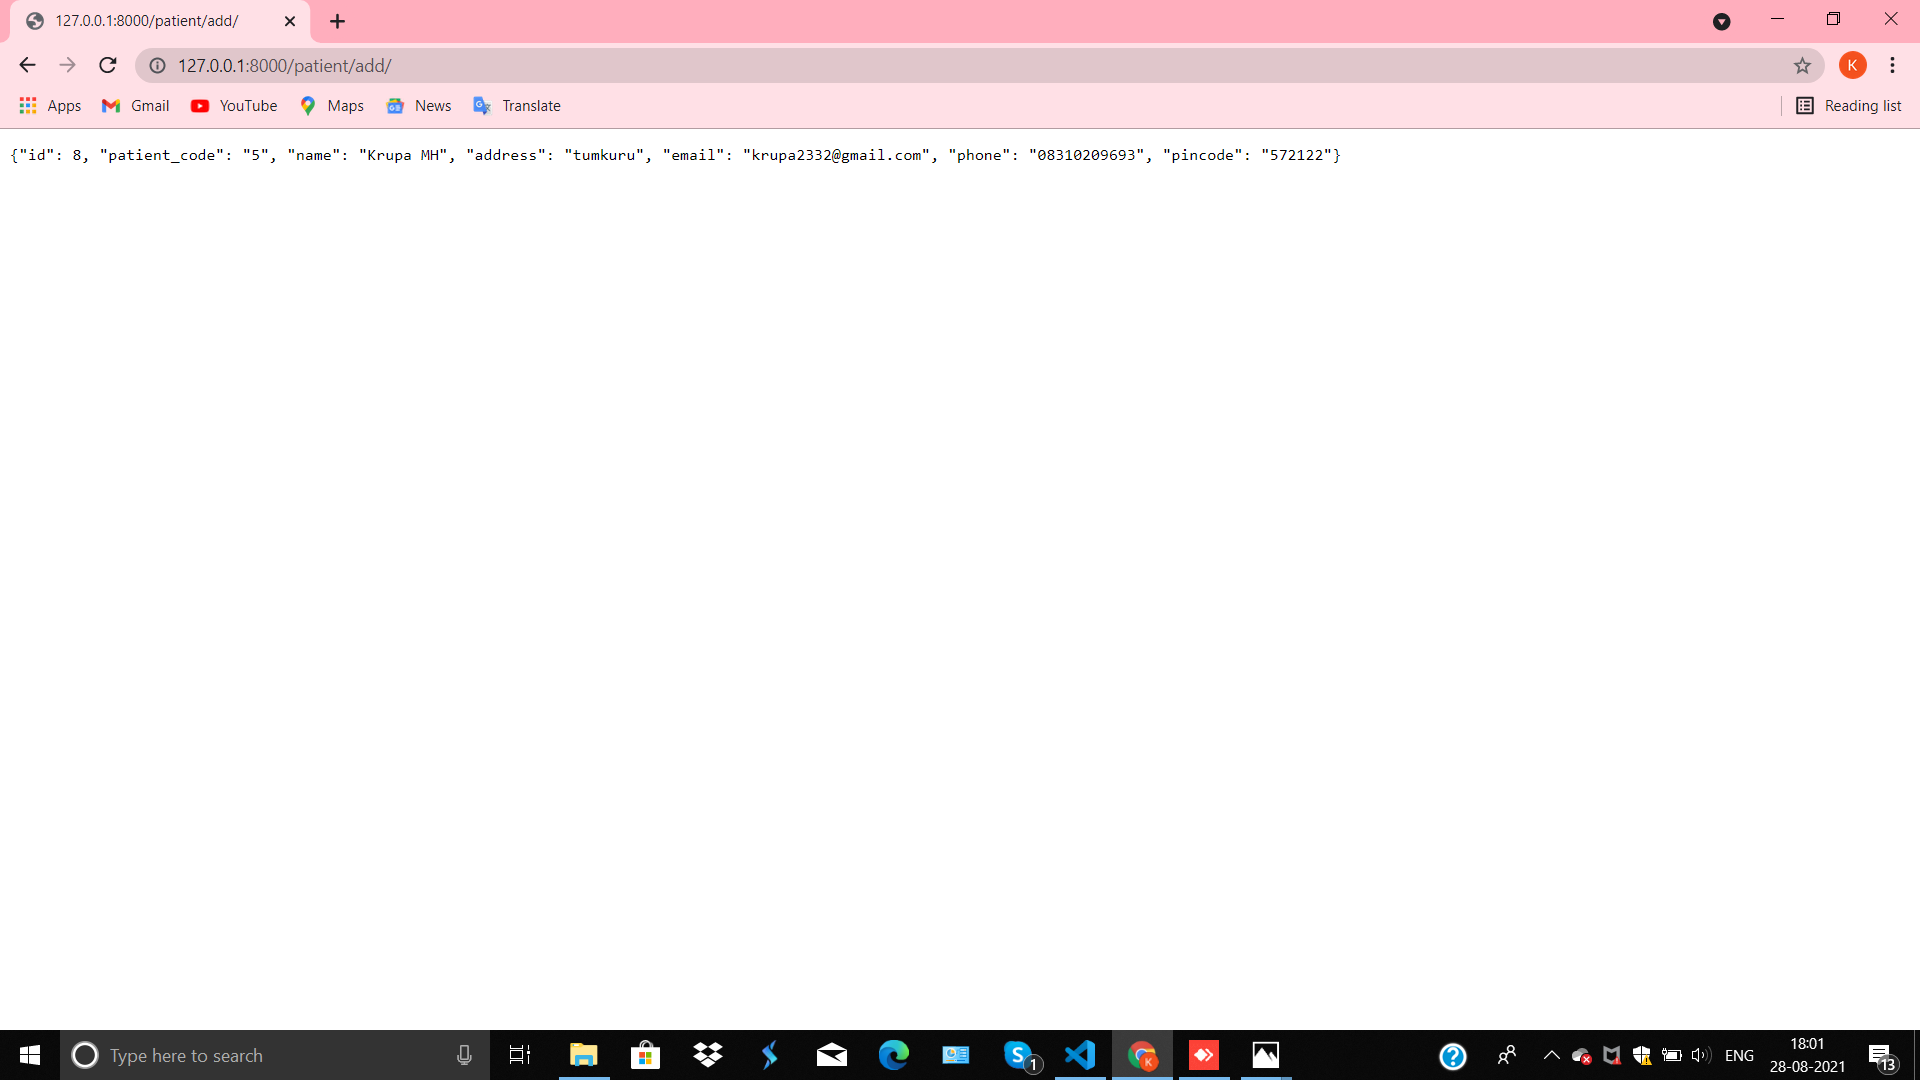 127.0.0.1:8000/patient/add/
127.0.0.1:8000/patient/add/
K
Apps Gmail YouTube Maps News Translate Reading list
{"id": 8, "patient_code": "5", "name": "Krupa MH", "address": "tumkuru", "email": "krupa2332@gmail.com", "phone": "08310209693", "pincode": "572122"}
Type here to search
S 1 K ENG
18:01
28-08-2021
13